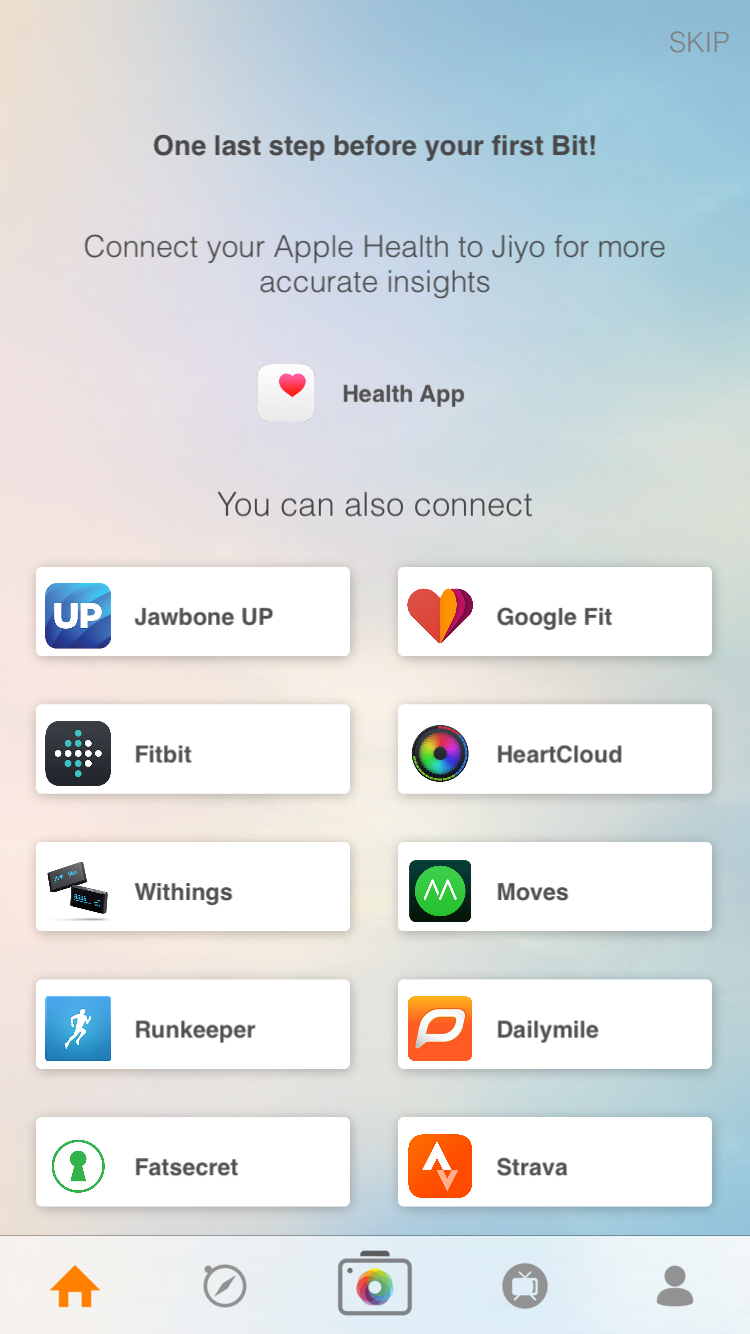 SKIP
One last step before your first Bit!
Connect your Apple Health to Jiyo for more
accurate insights
Health App
You can also connect
UP
Jawbone UP
Google Fit
Fitbit
HeartCloud
Withings
Moves
Runkeeper
Dailymile
Fatsecret
Strava